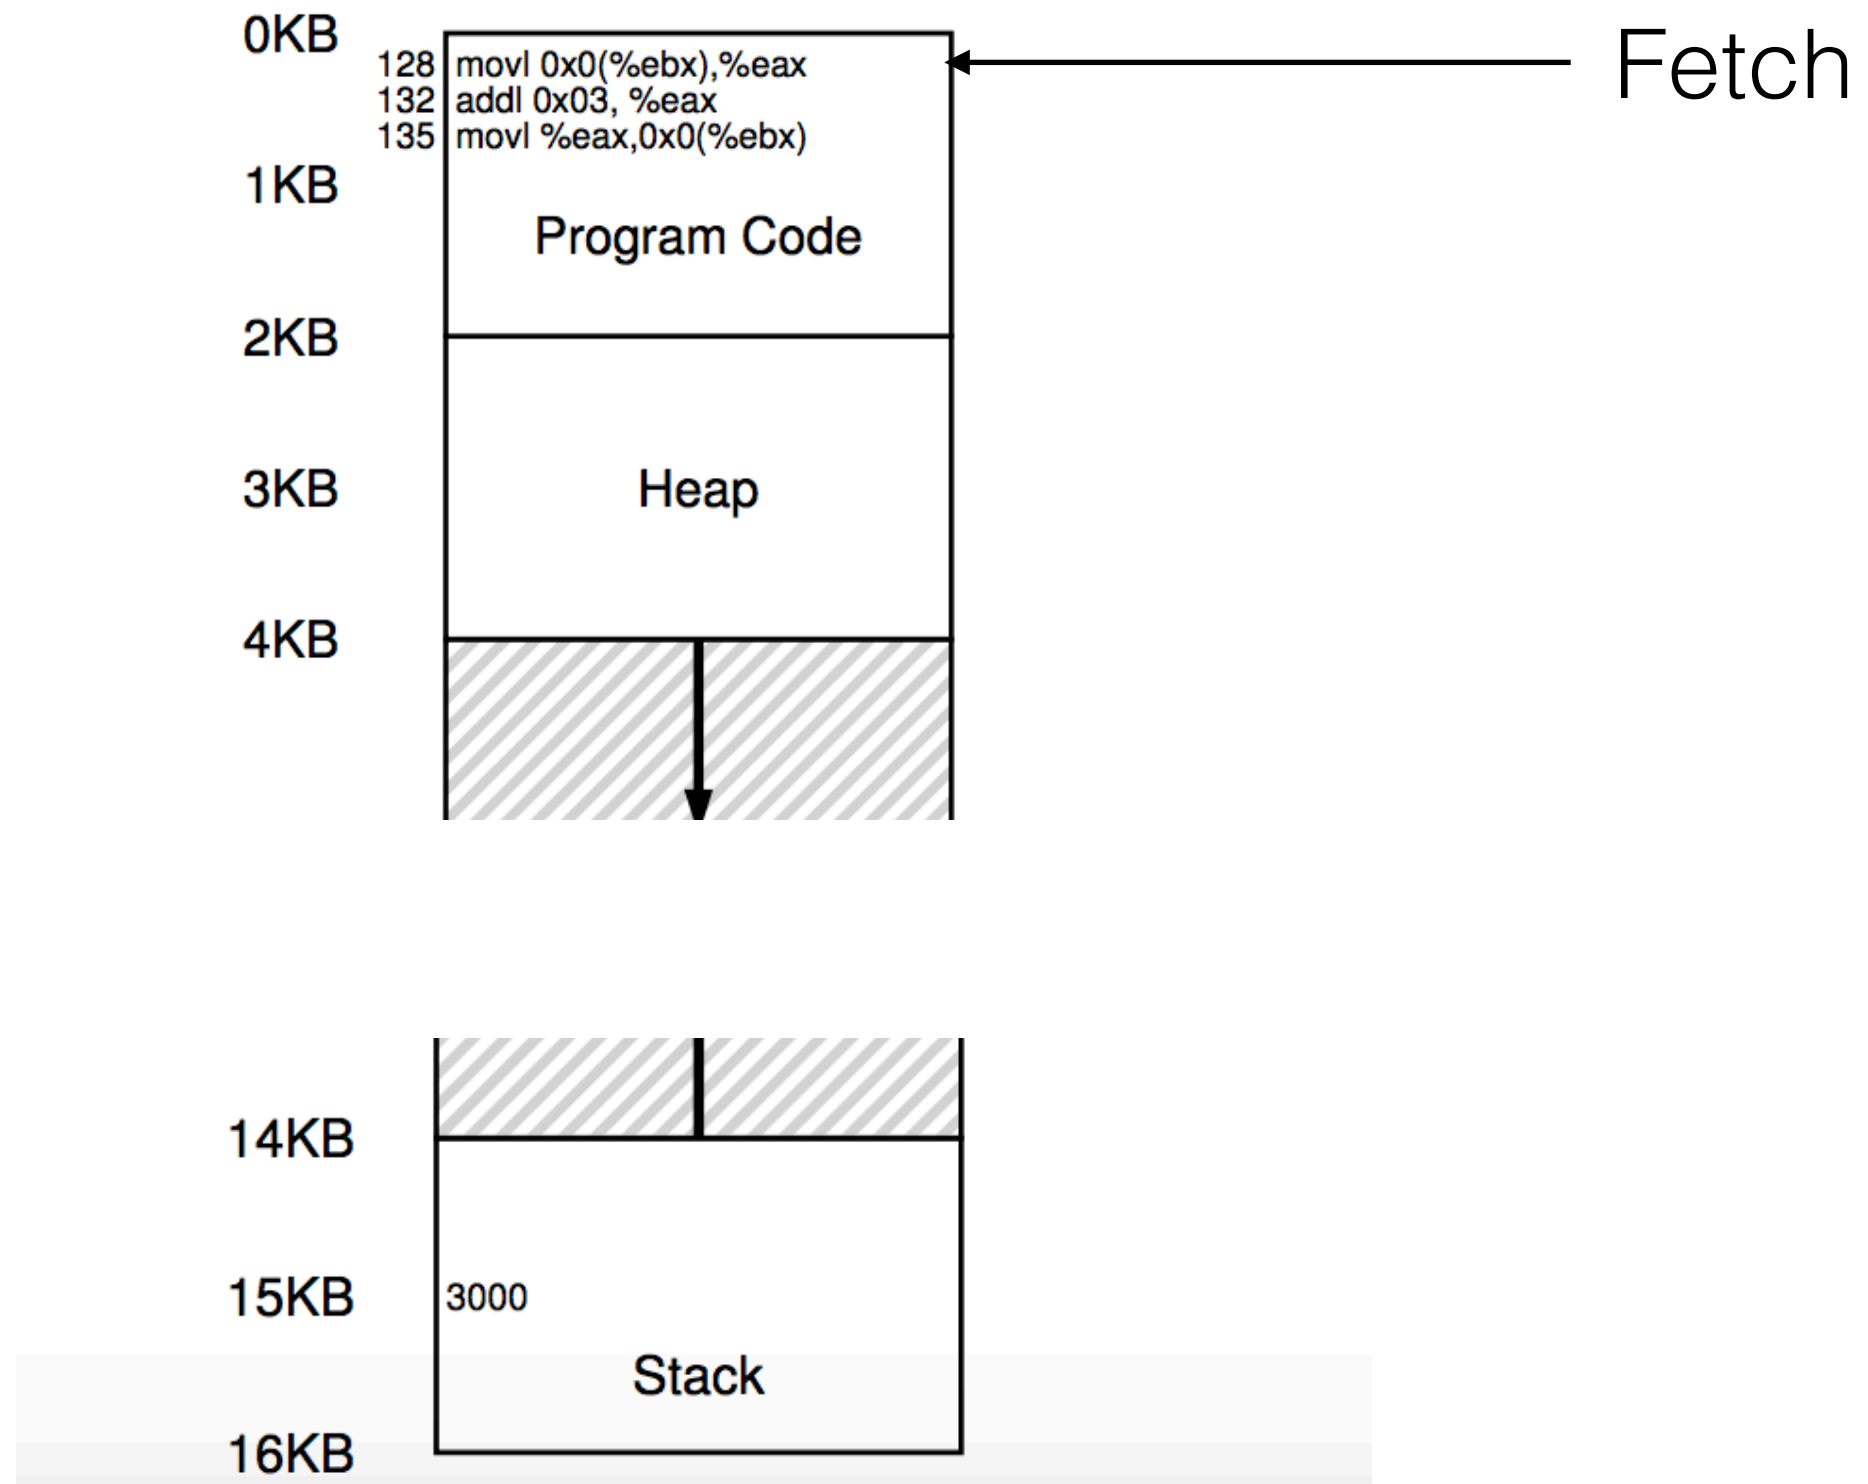 0KB
128 movl 0x0(%ebx),%eax
Fetch
132 addl 0x03, %eax
135 movl %eax,0x0(%ebx)
1KB
Program Code
2KB
3KB
Heap
4KB
14KB
15KB
3000
Stack
16KB